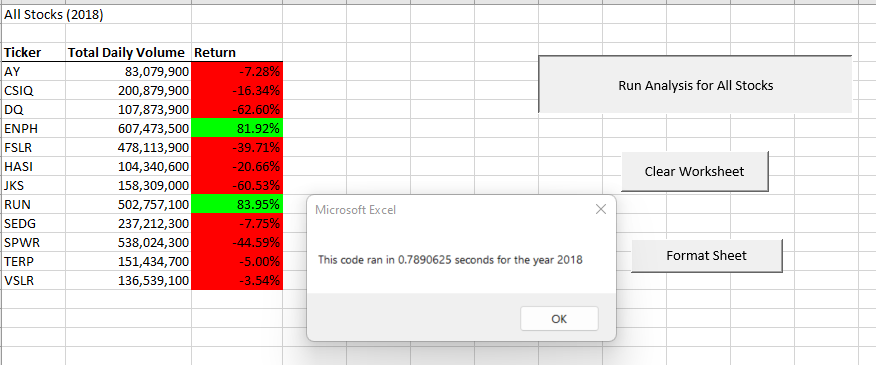 All Stocks (2018)
Ticker Total Daily Volume Return
AY 83,079,900 -7.28%
CSIQ 200,879,900 -16.34%
DQ 107,873,900 -62.60%
ENPH 607,473,500 81.92%
FSLR 478,113,900 -39.71%
HASI 104,340,600 -20.66%
JKS 158,309,000 -60.53%
RUN 502,757,100 83.95%
SEDG 237,212,300 -7.75%
SPWR 538,024,300 -44.59%
TERP 151,434,700 -5.00%
VSLR 136,539,100 -3.54%
Run Analysis for All Stocks
Clear Worksheet
Format Sheet
Microsoft Excel
This code ran in 0.7890625 seconds for the year 2018
OK